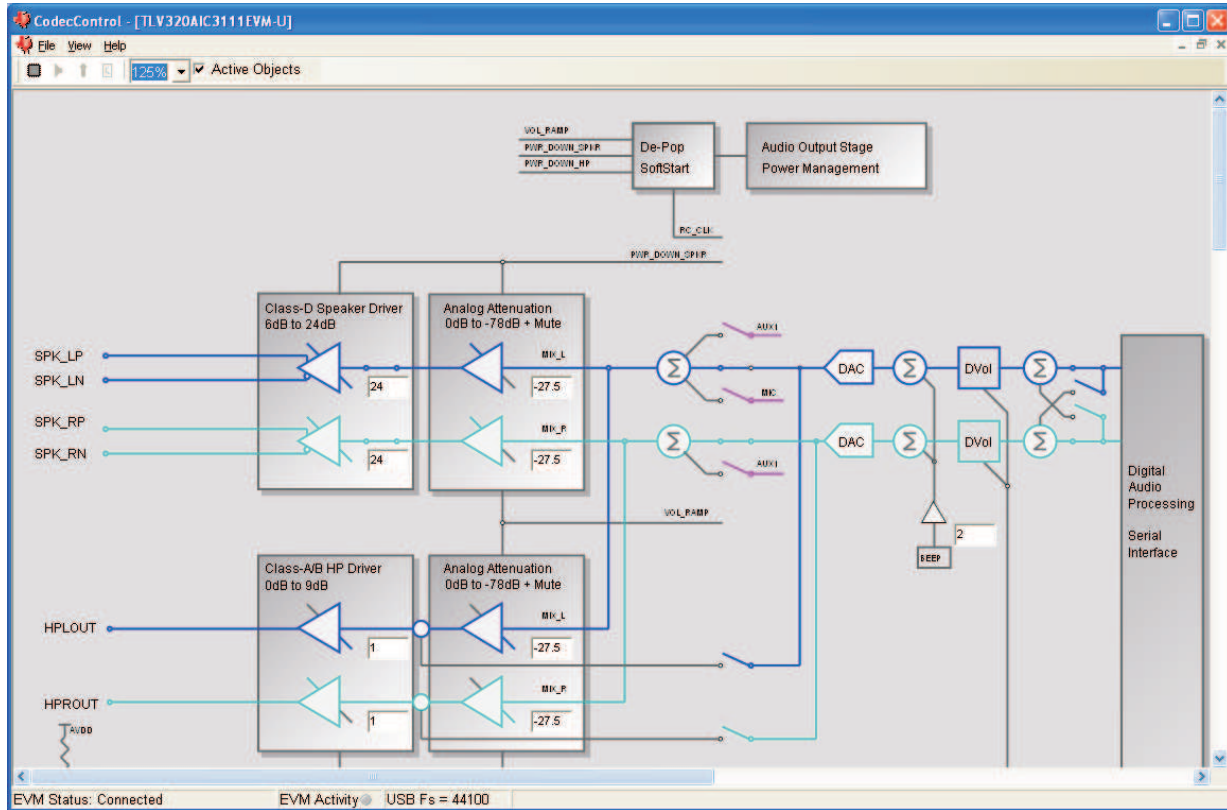 CodecControl - [TLV320AIC3111EVM-U]
File View Help
125% Active Objects
VOL_RAMP
PWR_DOWN_SPKR
PWR_DOWN_HP
De-Pop
SoftStart
Audio Output Stage
Power Management
RC_CLK
PWR_DOWN_SPKR
Class-D Speaker Driver
6dB to 24dB
Analog Attenuation
0dB to -78dB + Mute
AUX1
SPK_LP
SPK_LN
24
MIX_L
-27.5
Σ
MIC
DAC
Σ
DVol
Σ
SPK_RP
SPK_RN
24
MIX_R
-27.5
Σ
AUX1
DAC
Σ
DVol
Σ
Digital
Audio
Processing
Serial
Interface
VOL_RAMP
2
BEEP
Class-A/B HP Driver
0dB to 9dB
Analog Attenuation
0dB to -78dB + Mute
HPLOUT
1
MIX_L
-27.5
HPROUT
1
MIX_R
-27.5
AVDD
EVM Status: Connected
EVM Activity
USB Fs = 44100